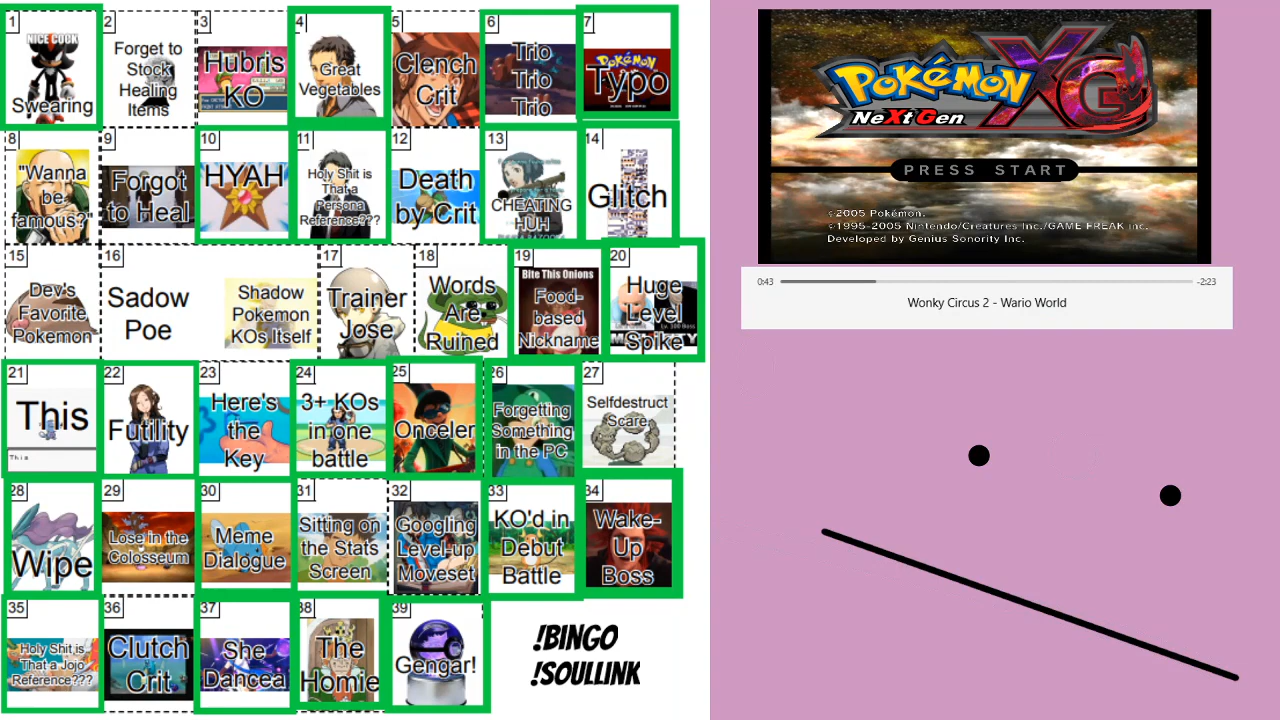 1
NICE COCK
Swearing
2
Forget to
Stock
Healing
Items
3
Hubris
KO
4
Great
Vegetables
5
Clench
Crit
6
Trio
Trio
Trio
7
POKéMON
Typo
8
"Wanna
be
famous?"
9
Forgot
to Heal
10
HYAH
11
Holy Shit is
That a
Persona
Reference???
12
Death
by Crit
13
CHEATING
HUH
14
Glitch
15
Dev's
Favorite
Pokemon
16
Sadow
Poe
Shadow
Pokemon
KOs Itself
17
Trainer
Jose
18
Words
Are
Ruined
19
Bite This Onions
Food-
based
Nickname
20
Huge
Level
Spike
21
This
This
22
Futility
23
Here's
the
Key
24
3+ KOs
in one
battle
25
Onceler
26
Forgetting
Something
in the PC
27
Selfdestruct
Scare
28
Wipe
29
Lose in the
Colosseum
30
Meme
Dialogue
31
Sitting on
the Stats
Screen
32
Googling
Level-up
Moveset
33
KO'd in
Debut
Battle
34
Wake-
Up
Boss
35
Holy Shit is
That a Jojo
Reference???
36
Clutch
Crit
37
She
Dancea
38
The
Homie
39
Gengar!
!BINGO
!SOULLINK
POKéMON XG
NeXt Gen
PRESS START
©2005 Pokémon.
©1995-2005 Nintendo/Creatures Inc./GAME FREAK inc.
Developed by Genius Sonority Inc.
0:43
-2:23
Wonky Circus 2 - Wario World